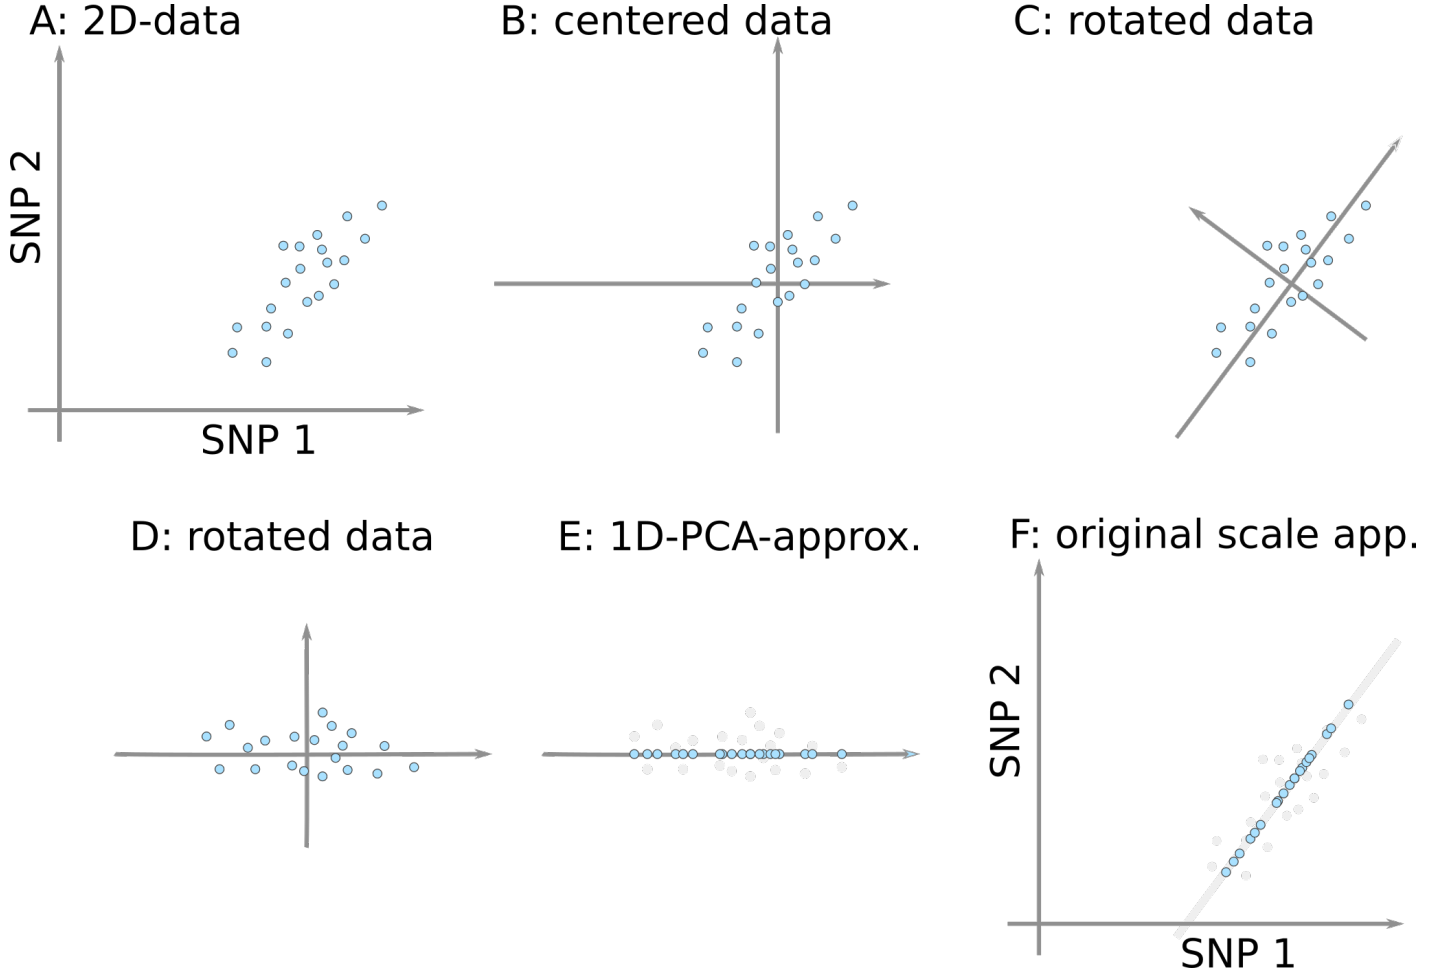 A: 2D-data
B: centered data
C: rotated data
SNP 2
SNP 1
D: rotated data
E: 1D-PCA-approx.
F: original scale app.
SNP 2
SNP 1